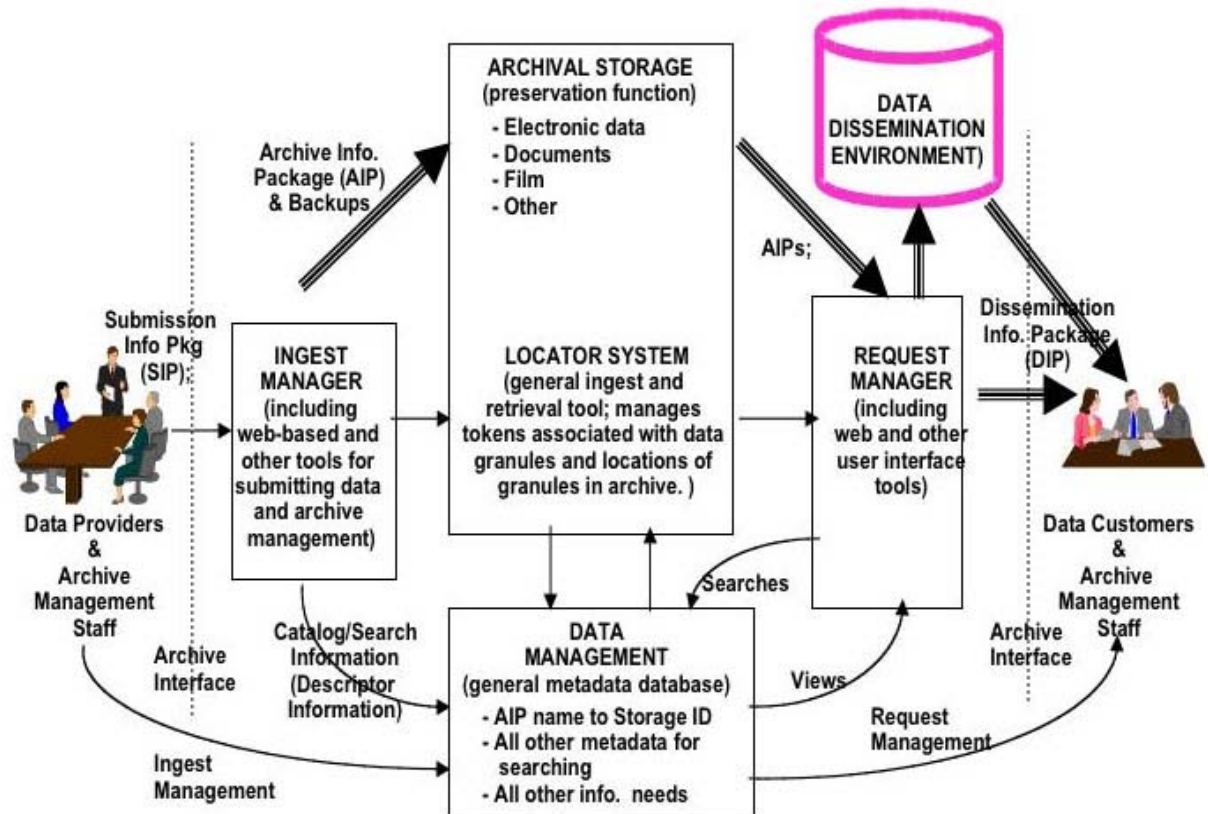 ARCHIVAL STORAGE
(preservation function)
- Electronic data
- Documents
- Film
- Other
DATA
DISSEMINATION
ENVIRONMENT)
Archive Info.
Package (AIP)
& Backups
AIPs;
Submission
Info Pkg
(SIP);
INGEST
MANAGER
(including
web-based and
other tools for
submitting data
and archive
management)
LOCATOR SYSTEM
(general ingest and
retrieval tool; manages
tokens associated with data
granules and locations of
granules in archive. )
REQUEST
MANAGER
(including
web and other
user interface
tools)
Dissemination
Info. Package
(DIP)
Data Providers
&
Archive
Management
Staff
Data Customers
&
Archive
Management
Staff
Searches
Catalog/Search
Information
(Descriptor
Information)
Archive
Interface
DATA
MANAGEMENT
(general metadata database)
- AIP name to Storage ID
- All other metadata for
searching
- All other info. needs
Views
Archive
Interface
Ingest
Management
Request
Management